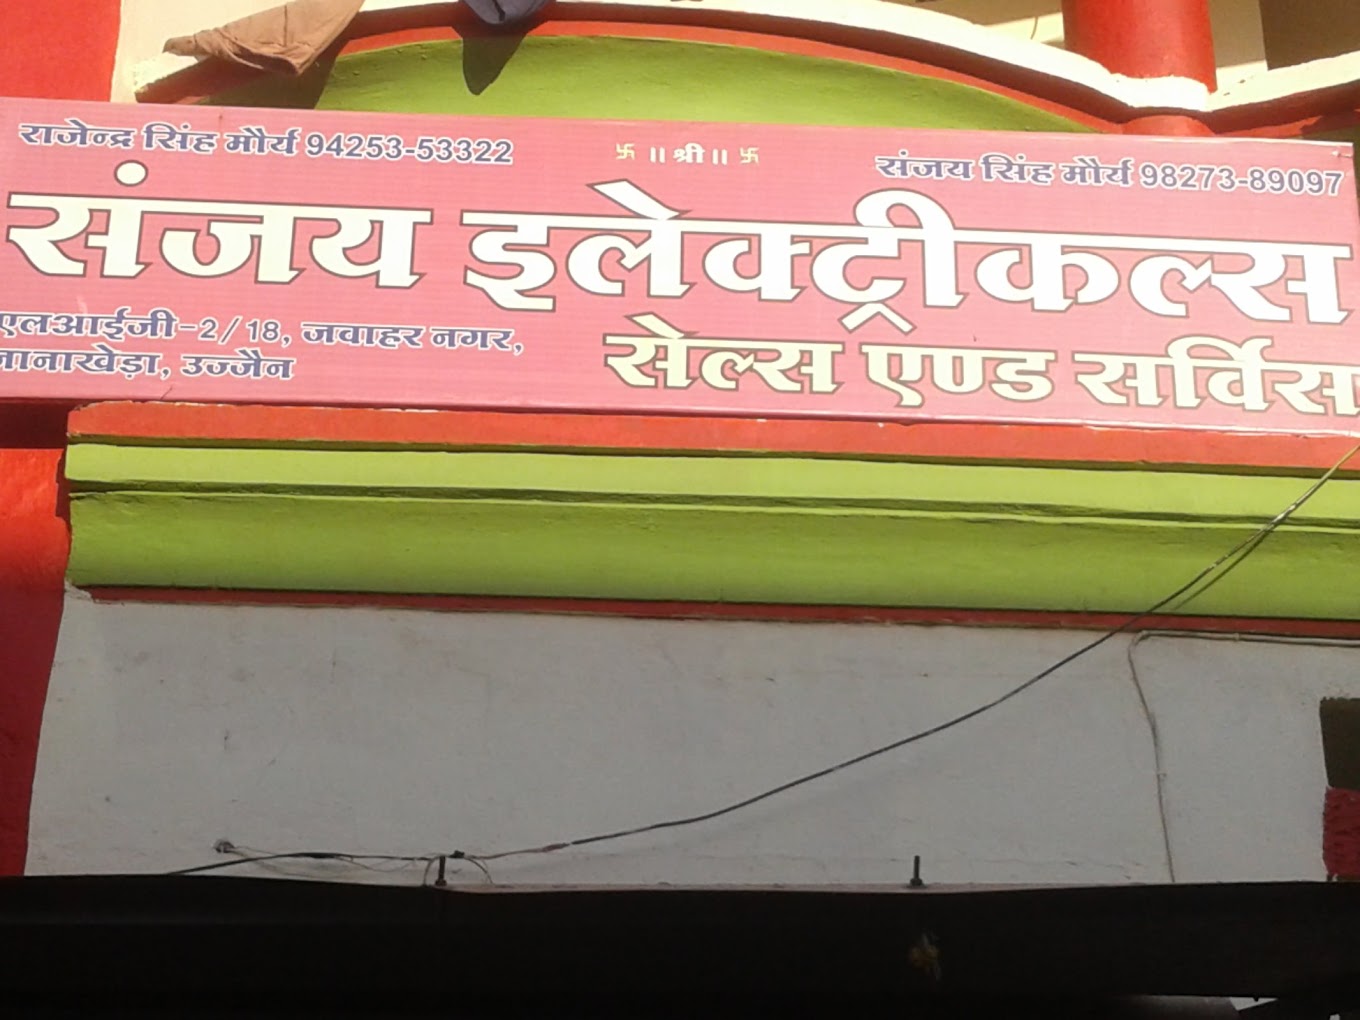 राजेन्द्र सिंह मौर्य 94253-53322
卐 ॥ श्री ॥ 卐
संजय सिंह मौर्य 98273-89097
संजय इलेक्ट्रीकल्स
सेल्स एण्ड सर्विस
एलआईजी-2/18, जवाहर नगर,
नानाखेड़ा, उज्जैन